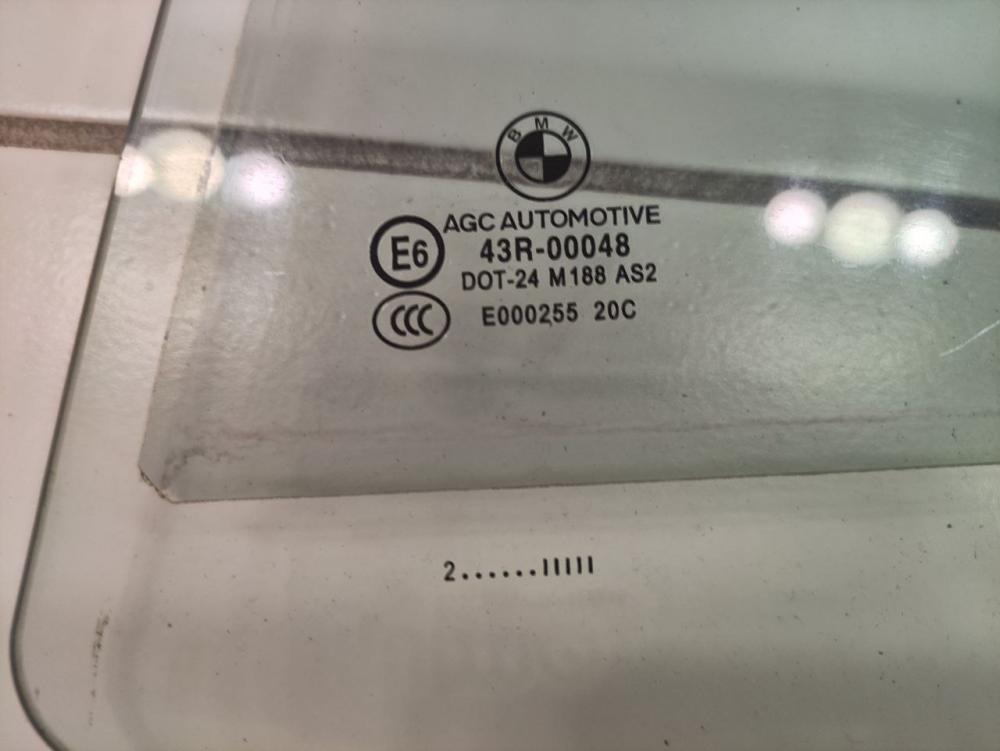 BMW
AGC AUTOMOTIVE
E6 43R-00048
DOT-24 M188 AS2
CCC E000255 20C
2......IIIII